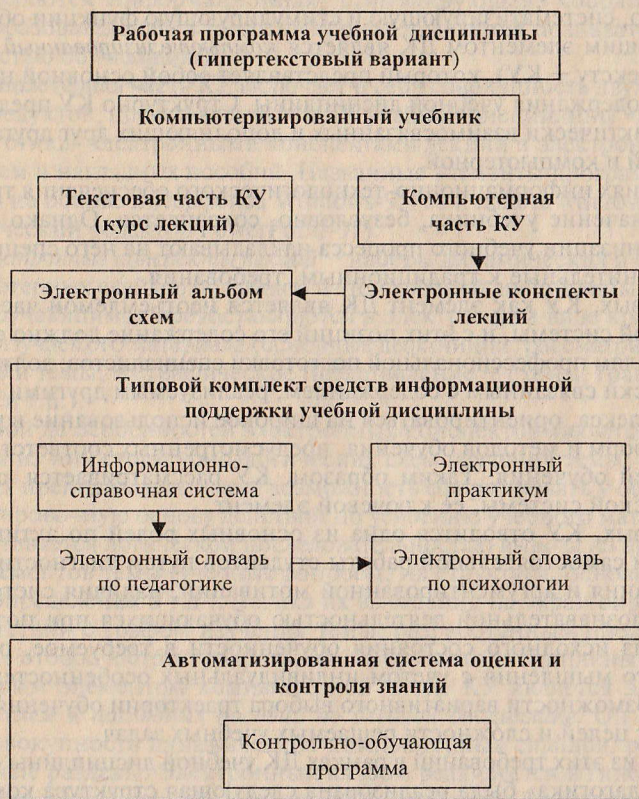 Рабочая программа учебной дисциплины
(гипертекстовый вариант)
Компьютеризированный учебник
Текстовая часть КУ
(курс лекций)
Компьютерная
часть КУ
Электронный альбом
схем
Электронные конспекты
лекций
Типовой комплект средств информационной
поддержки учебной дисциплины
Информационно-
справочная система
Электронный
практикум
Электронный словарь
по педагогике
Электронный словарь
по психологии
Автоматизированная система оценки и
контроля знаний
Контрольно-обучающая
программа